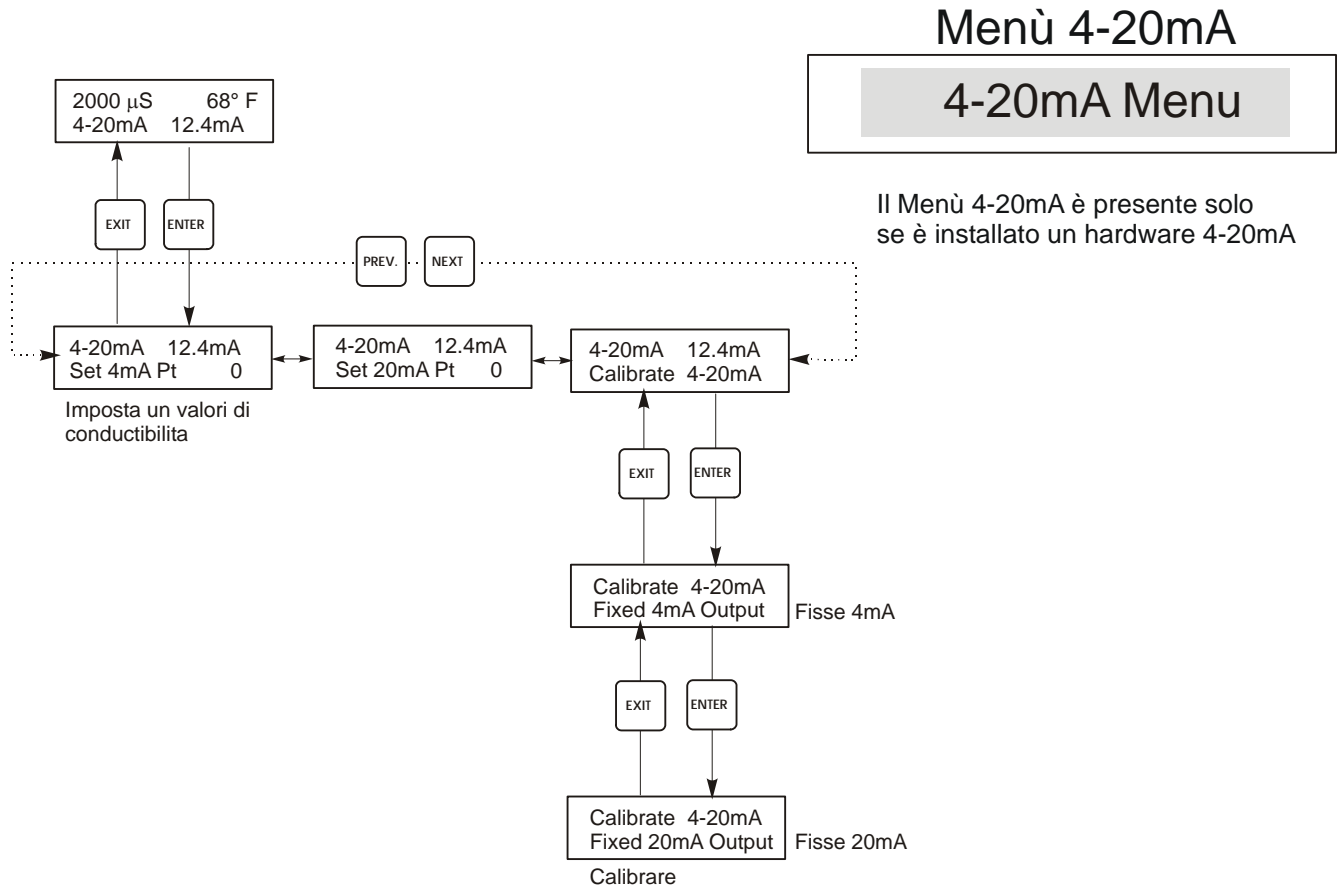 Menù 4-20mA
4-20mA Menu
Il Menù 4-20mA è presente solo
se è installato un hardware 4-20mA
2000 μS 68° F
4-20mA 12.4mA
EXIT
ENTER
PREV.
NEXT
4-20mA 12.4mA
Set 4mA Pt 0
Imposta un valori di
conductibilita
4-20mA 12.4mA
Set 20mA Pt 0
4-20mA 12.4mA
Calibrate 4-20mA
EXIT
ENTER
Calibrate 4-20mA
Fixed 4mA Output
Fisse 4mA
EXIT
ENTER
Calibrate 4-20mA
Fixed 20mA Output
Fisse 20mA
Calibrare